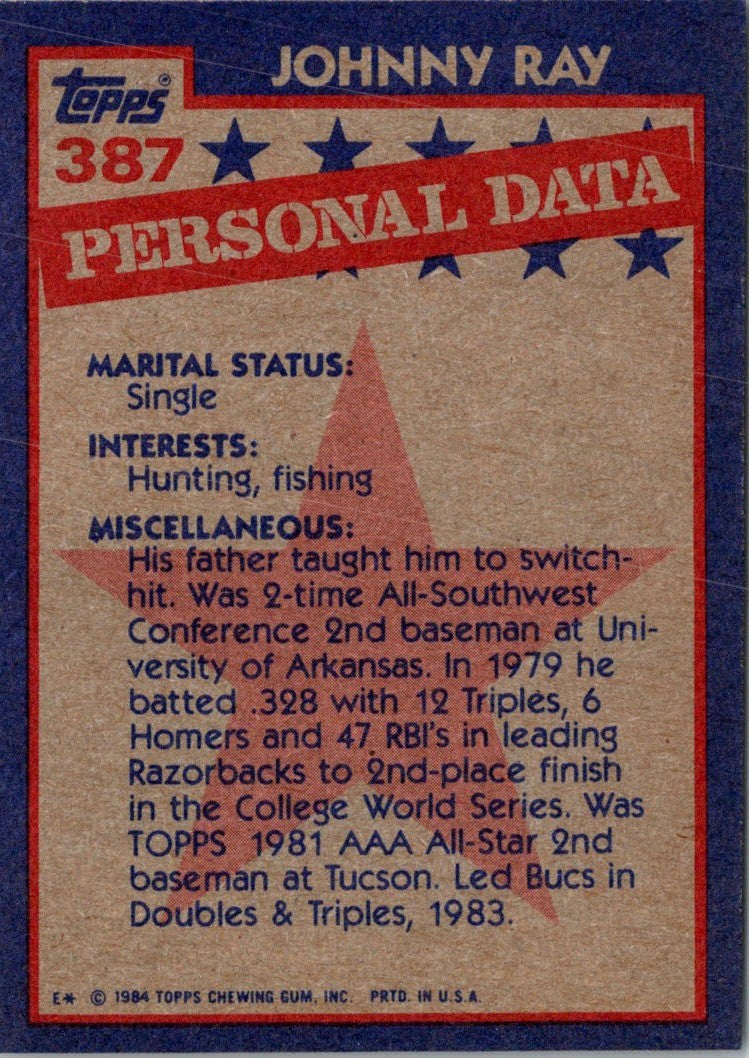 JOHNNY RAY
topps®
387
PERSONAL DATA
MARITAL STATUS:
Single
INTERESTS:
Hunting, fishing
MISCELLANEOUS:
His father taught him to switch-
hit. Was 2-time All-Southwest
Conference 2nd baseman at Uni-
versity of Arkansas. In 1979 he
batted .328 with 12 Triples, 6
Homers and 47 RBI's in leading
Razorbacks to 2nd-place finish
in the College World Series. Was
TOPPS 1981 AAA All-Star 2nd
baseman at Tucson. Led Bucs in
Doubles & Triples, 1983.
E* © 1984 TOPPS CHEWING GUM, INC. PRTD. IN U.S.A.